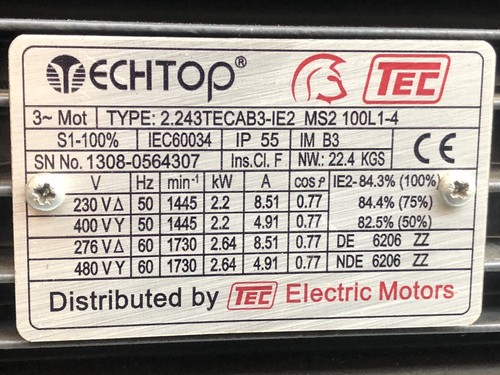 TECHTOP® TEC
3~ Mot TYPE: 2.243TECAB3-IE2 MS2 100L1-4
S1-100% IEC60034 IP 55 IM B3 CE
SN No. 1308-0564307 Ins.Cl. F NW: 22.4 KGS
V Hz min⁻¹ kW A cosρ IE2- 84.3% (100%)
230 V∆ 50 1445 2.2 8.51 0.77 84.4% (75%)
400 V Y 50 1445 2.2 4.91 0.77 82.5% (50%)
276 V∆ 60 1730 2.64 8.51 0.77 DE 6206 ZZ
480 V Y 60 1730 2.64 4.91 0.77 NDE 6206 ZZ
Distributed by TEC Electric Motors